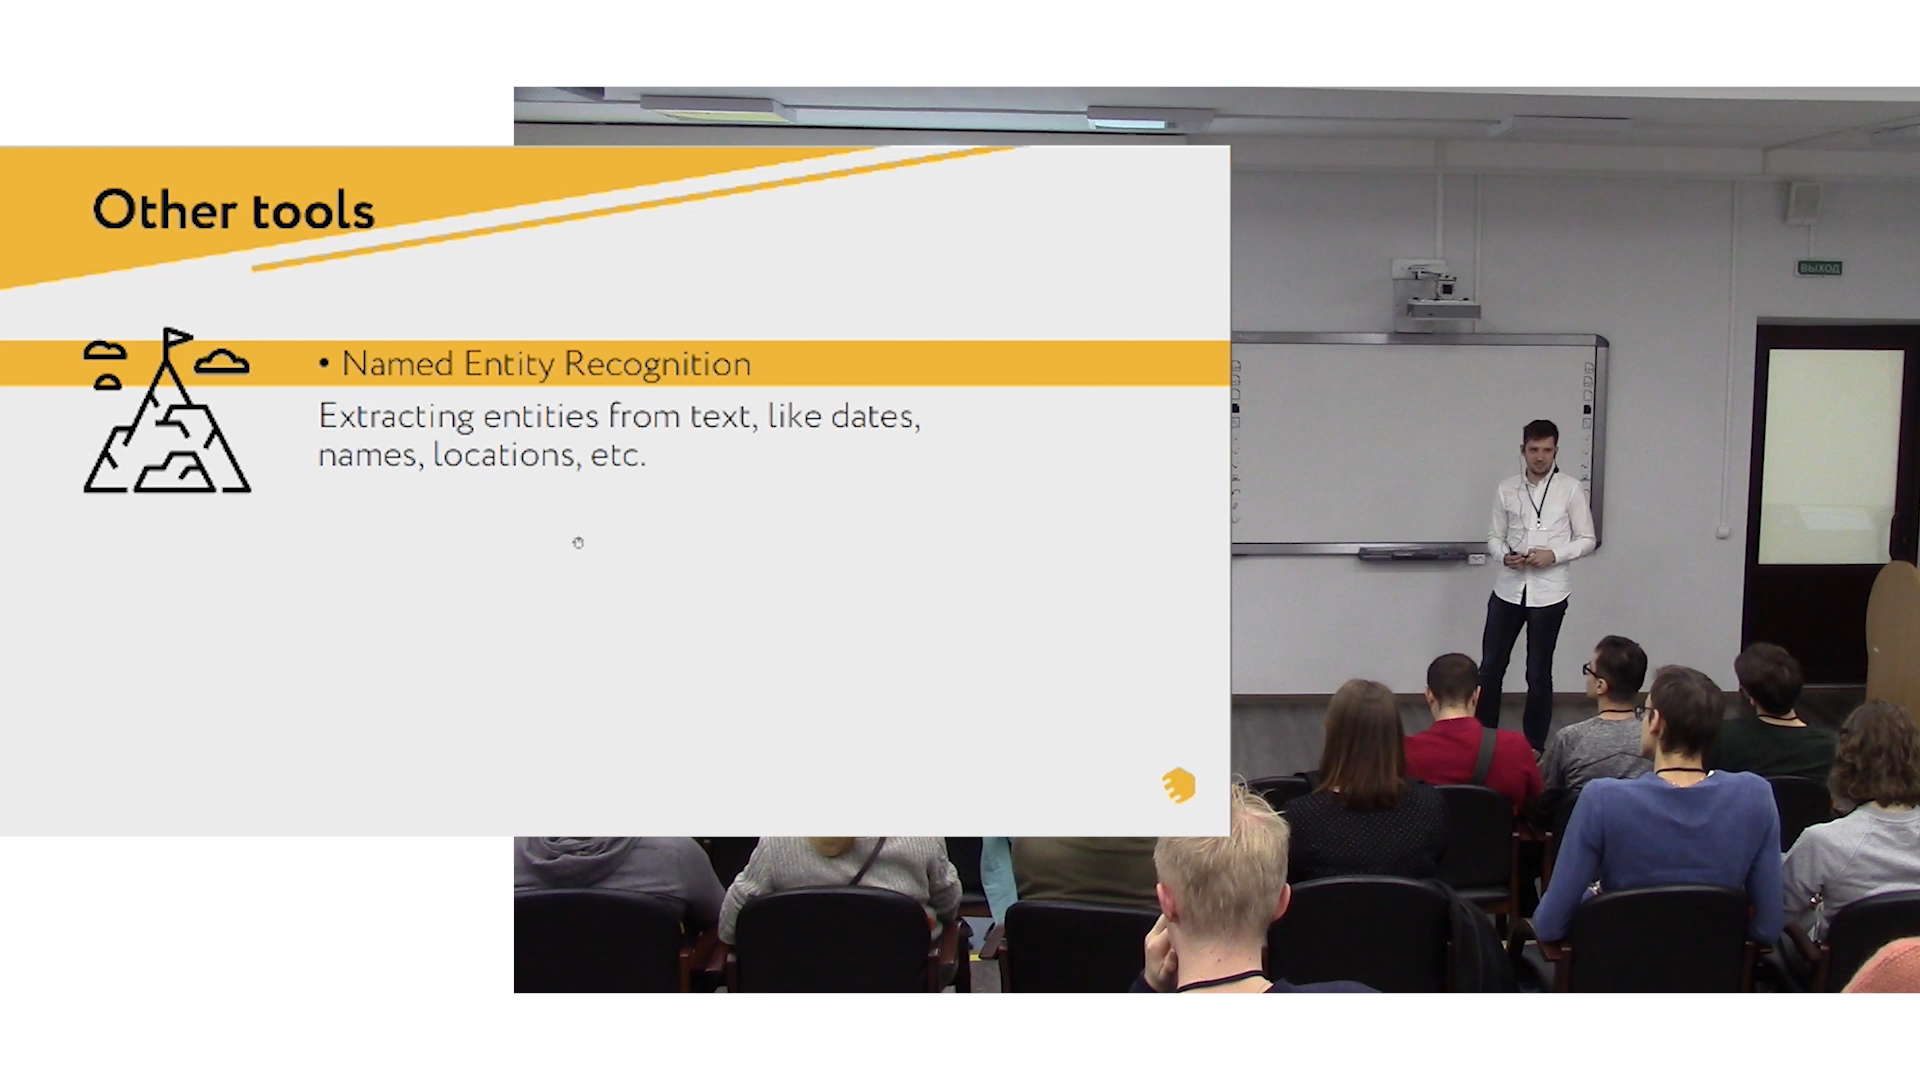 Other tools
• Named Entity Recognition
Extracting entities from text, like dates,
names, locations, etc.
ВЫХОД